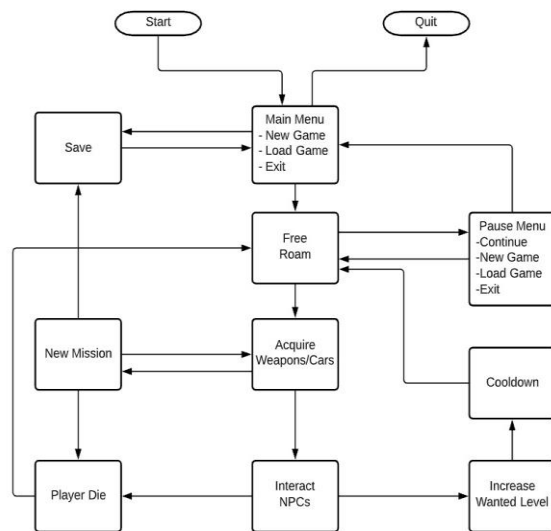 Start
Quit
Main Menu
- New Game
- Load Game
- Exit
Save
Free
Roam
Pause Menu
-Continue
-New Game
-Load Game
-Exit
New Mission
Acquire
Weapons/Cars
Cooldown
Player Die
Interact
NPCs
Increase
Wanted Level